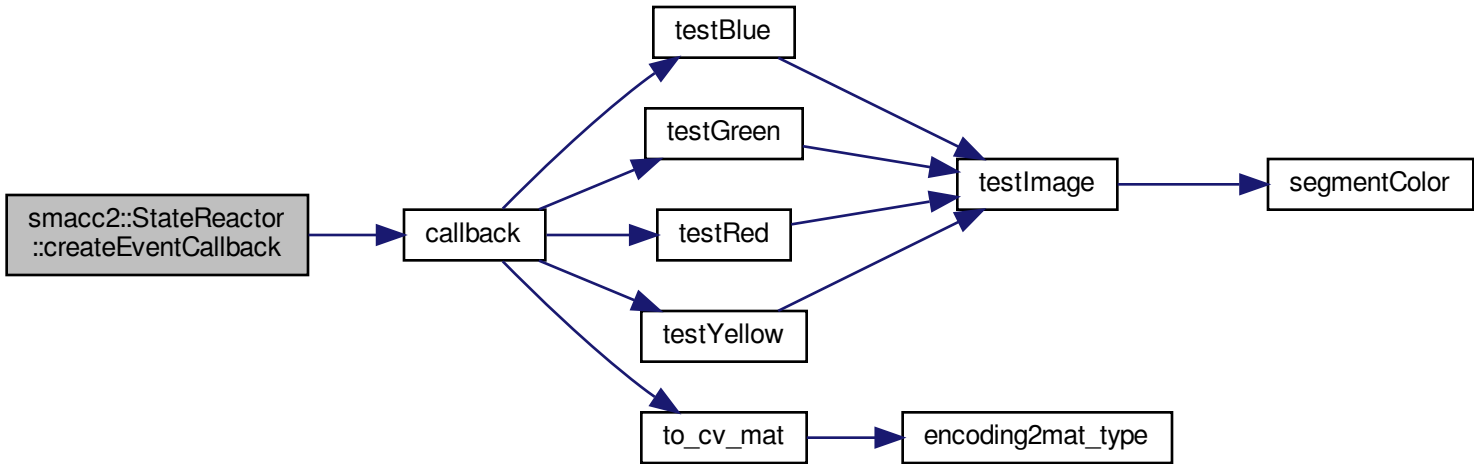 smacc2::StateReactor
::createEventCallback
callback
testBlue
testGreen
testRed
testYellow
to_cv_mat
testImage
encoding2mat_type
segmentColor